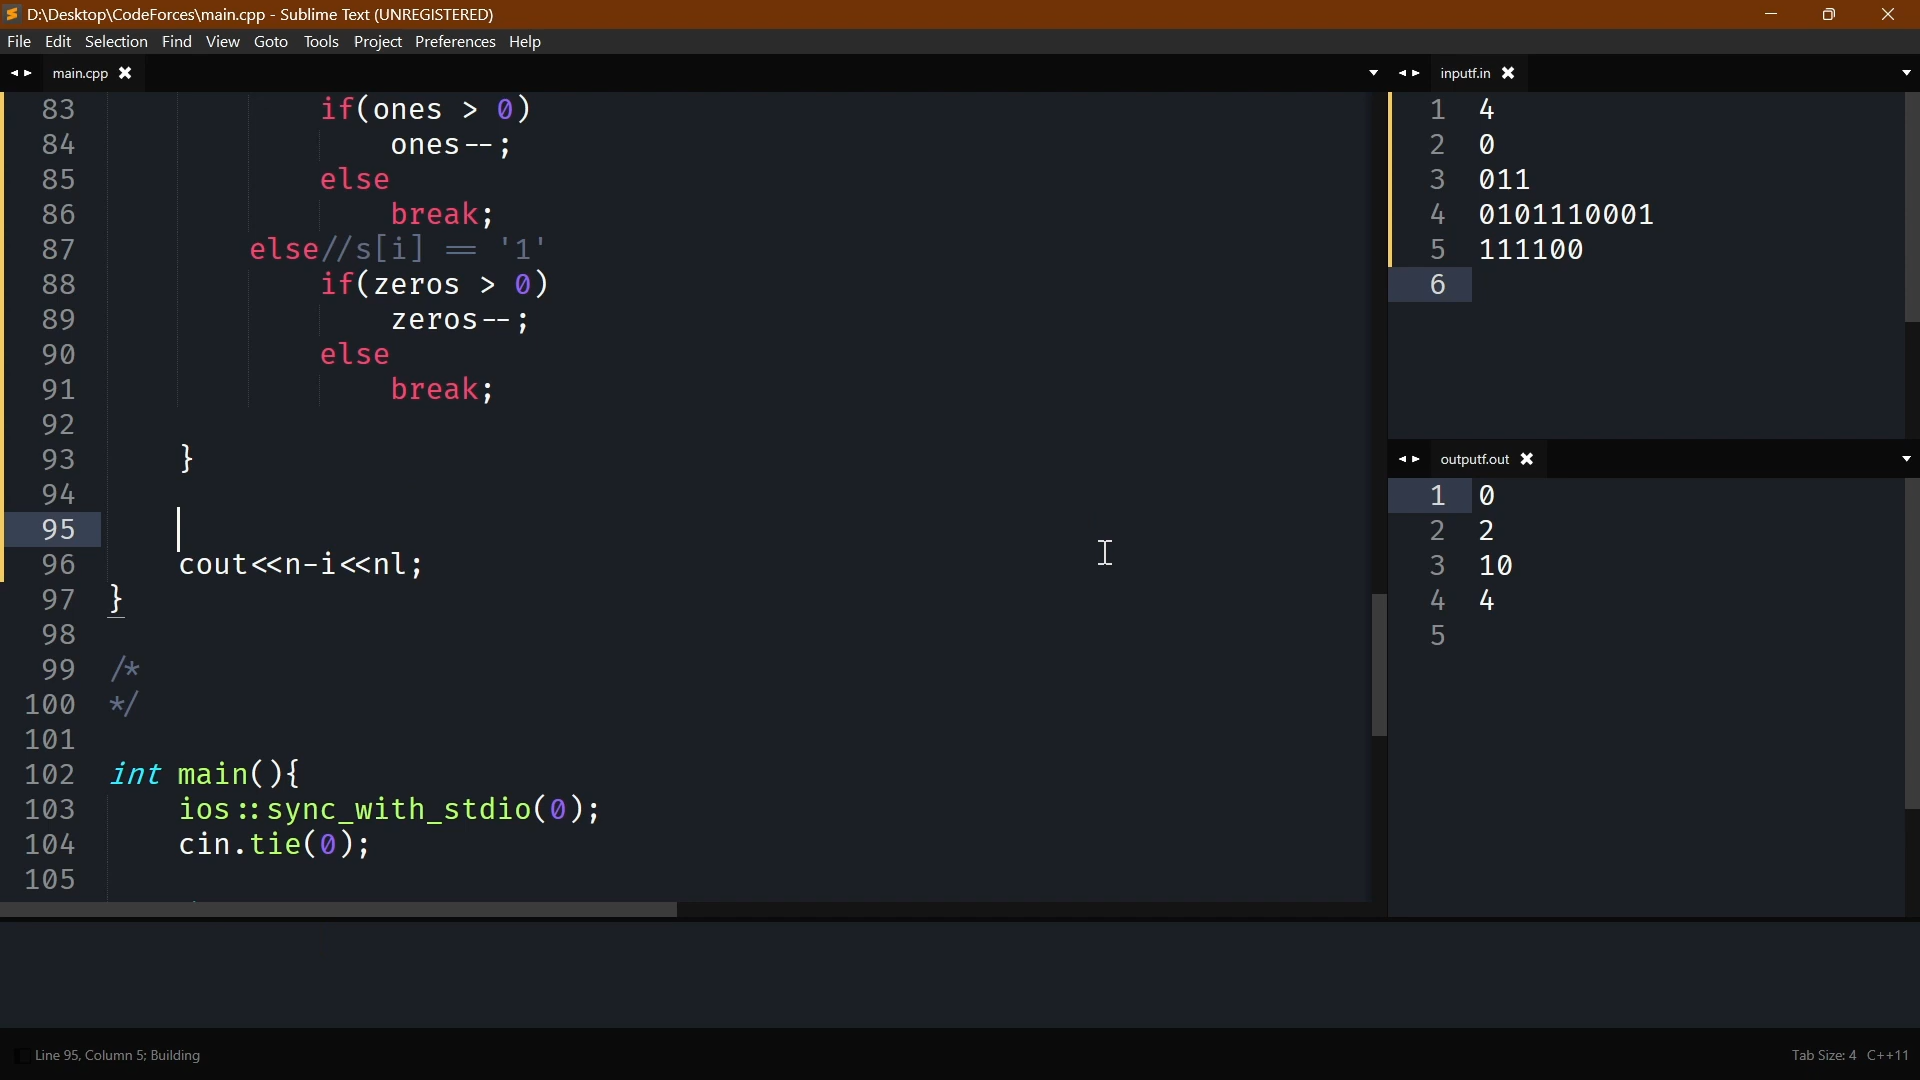 D:\Desktop\CodeForces\main.cpp - Sublime Text (UNREGISTERED)
File Edit Selection Find View Goto Tools Project Preferences Help
main.cpp
83 if(ones > 0)
84 ones--;
85 else
86 break;
87 else//s[i] == '1'
88 if(zeros > 0)
89 zeros--;
90 else
91 break;
92
93 }
94
95
96 cout<<n-i<<nl;
97 }
98
99 /*
100 */
101
102 int main(){
103 ios::sync_with_stdio(0);
104 cin.tie(0);
105
inputf.in
1 4
2 0
3 011
4 0101110001
5 111100
6
outputf.out
1 0
2 2
3 10
4 4
5
Line 95, Column 5; Building
Tab Size: 4 C++11